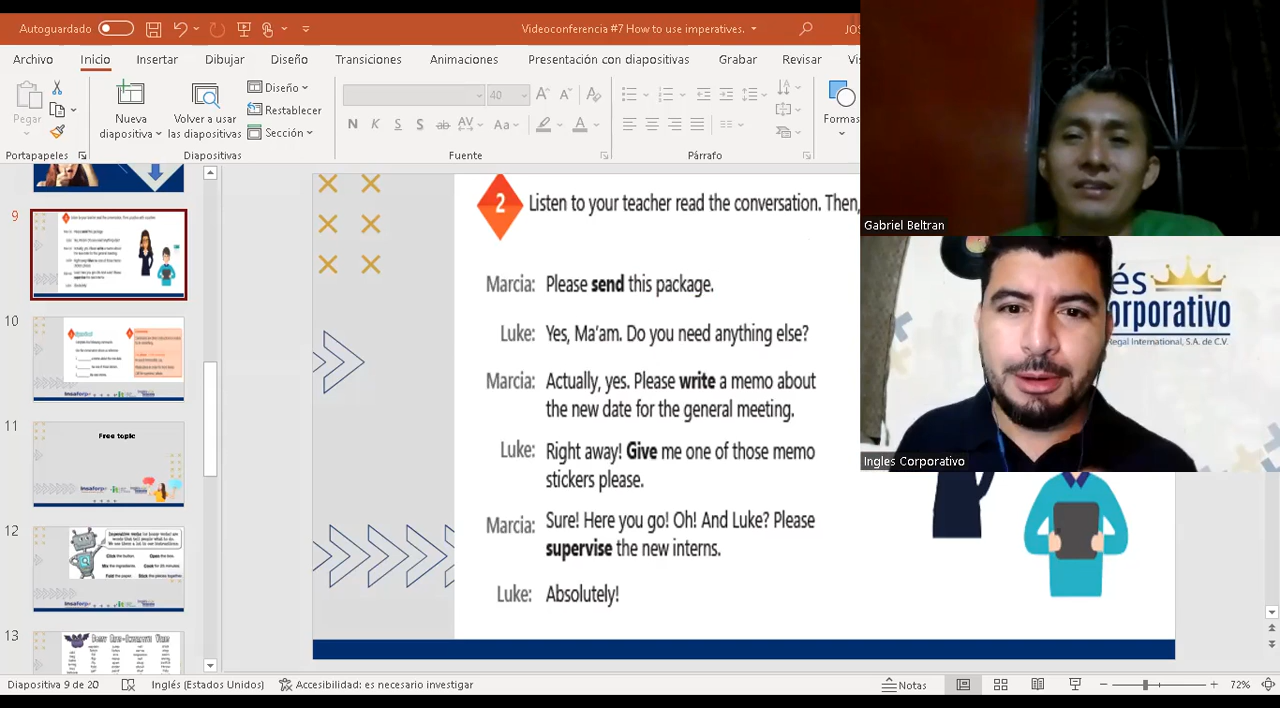 Autoguardado
Videoconferencia #7 How to use imperatives.
JOS
Archivo Inicio Insertar Dibujar Diseño Transiciones Animaciones Presentación con diapositivas Grabar Revisar Vi
Pegar
Nueva
diapositiva
Volver a usar
las diapositivas
Diseño
Restablecer
Sección
40
Formas
Portapapeles
Diapositivas
Fuente
Párrafo
9
10
11
Free topic
12
13
2 Listen to your teacher read the conversation. Then,
Marcia: Please send this package.
Luke: Yes, Ma'am. Do you need anything else?
Marcia: Actually, yes. Please write a memo about
the new date for the general meeting.
Luke: Right away! Give me one of those memo
stickers please.
Marcia: Sure! Here you go! Oh! And Luke? Please
supervise the new interns.
Luke: Absolutely!
Gabriel Beltran
és
orporativo
legal International, S.A. de C.V.
Ingles Corporativo
Diapositiva 9 de 20
Inglés (Estados Unidos)
Accesibilidad: es necesario investigar
Notas
72%